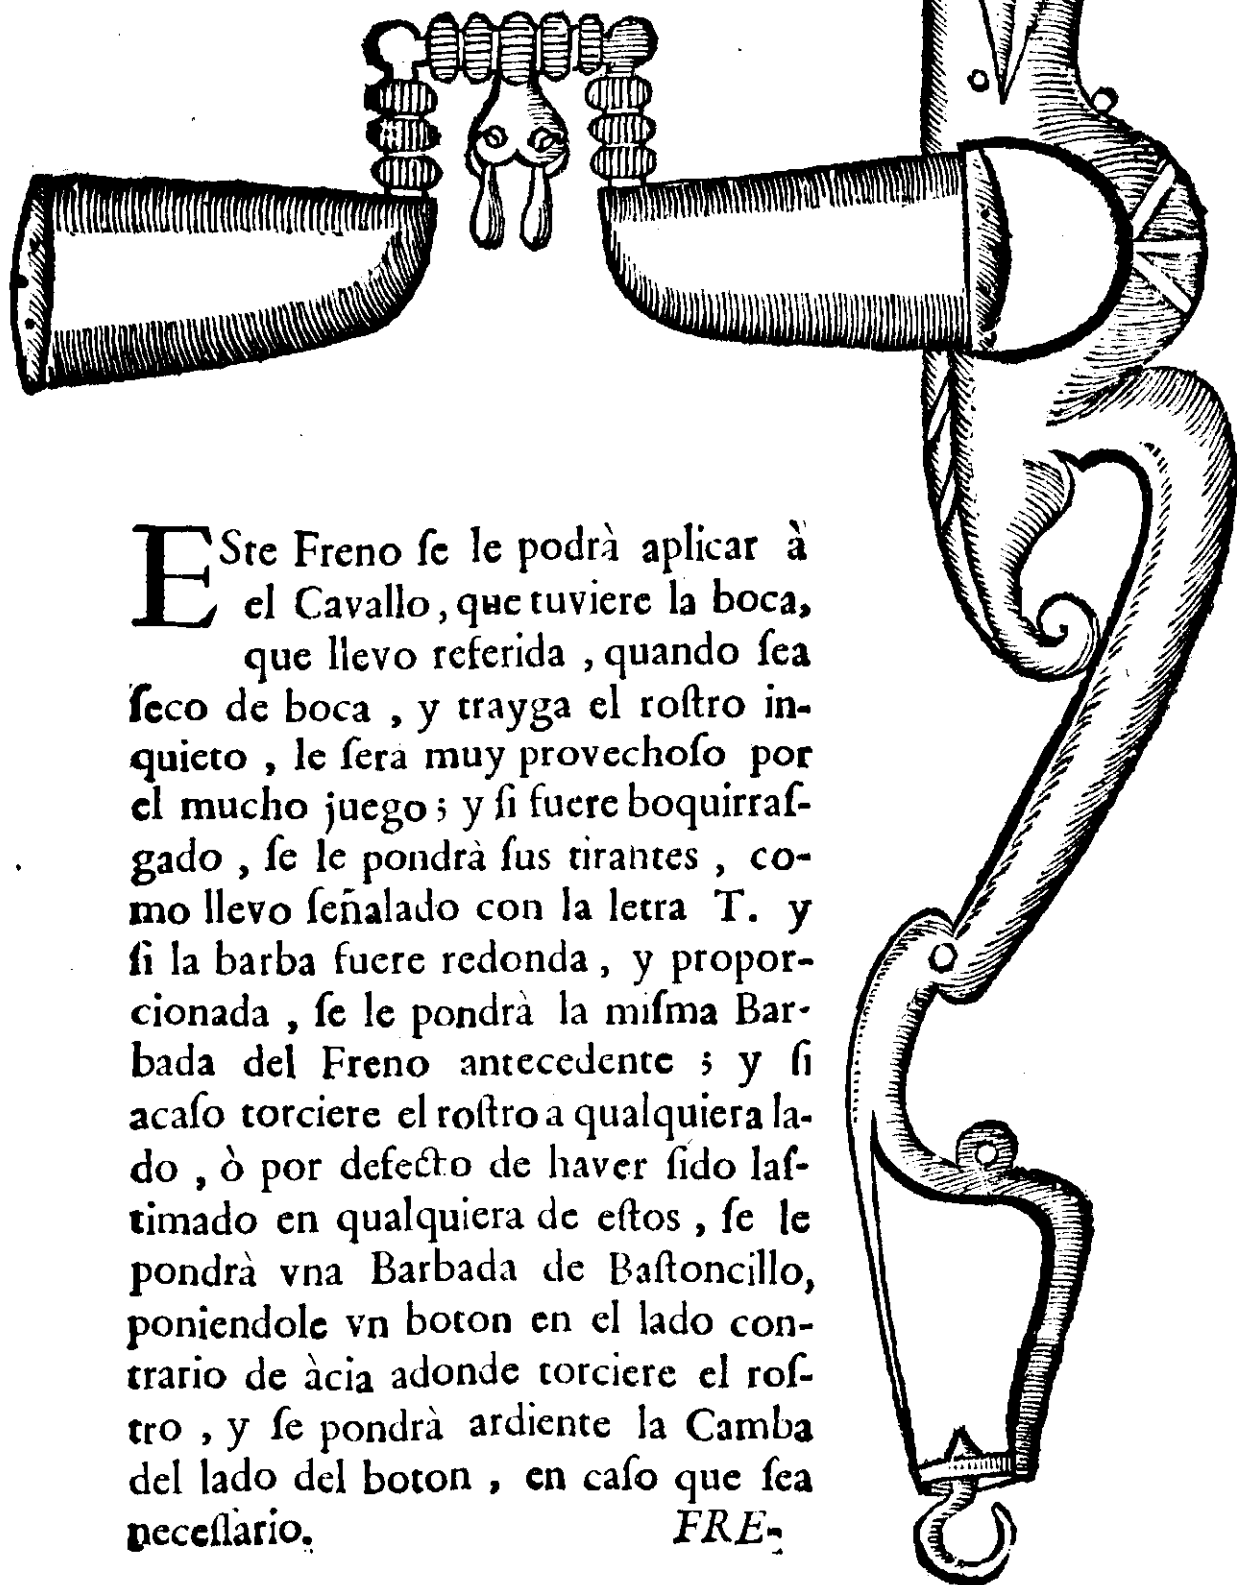 ESte Freno ſe le podrà aplicar à
el Cavallo, que tuviere la boca,
que llevo referida, quando ſea
ſeco de boca, y trayga el roſtro in-
quieto, le ſerà muy provechoſo por
el mucho juego; y ſi fuere boquirraſ-
gado, ſe le pondrà ſus tirantes, co-
mo llevo ſeñalado con la letra T. y
ſi la barba fuere redonda, y propor-
cionada, ſe le pondrà la miſma Bar-
bada del Freno antecedente; y ſi
acaſo torciere el roſtro a qualquiera la-
do, ò por defecto de haver ſido laſ-
timado en qualquiera de eſtos, ſe le
pondrà vna Barbada de Baſtoncillo,
poniendole vn boton en el lado con-
trario de àcia adonde torciere el roſ-
tro, y ſe pondrà ardiente la Camba
del lado del boton, en caſo que ſea
neceſſario.
FRE-